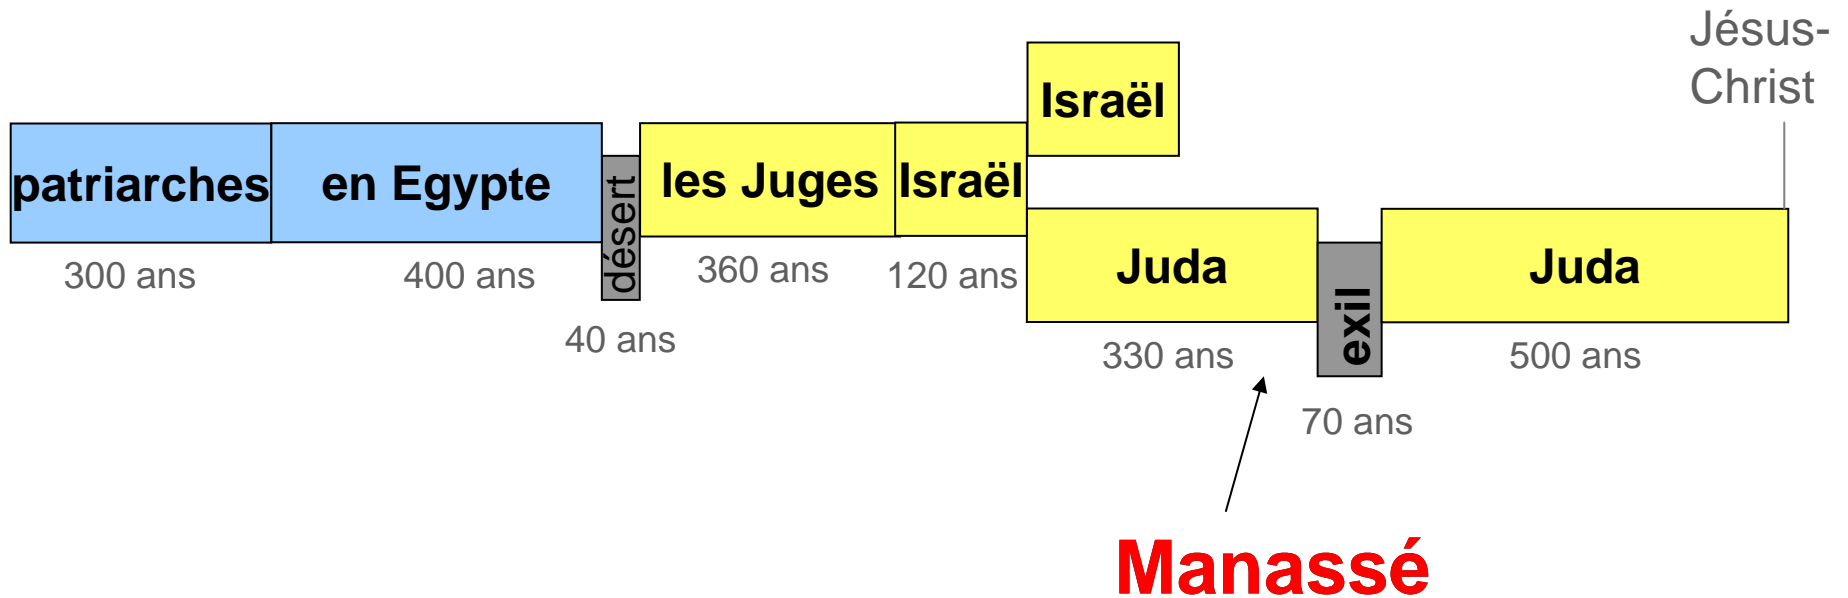 Jésus-
Christ
Israël
patriarches
en Egypte
désert
les Juges
Israël
300 ans
400 ans
360 ans
120 ans
Juda
exil
Juda
40 ans
330 ans
500 ans
70 ans
Manassé